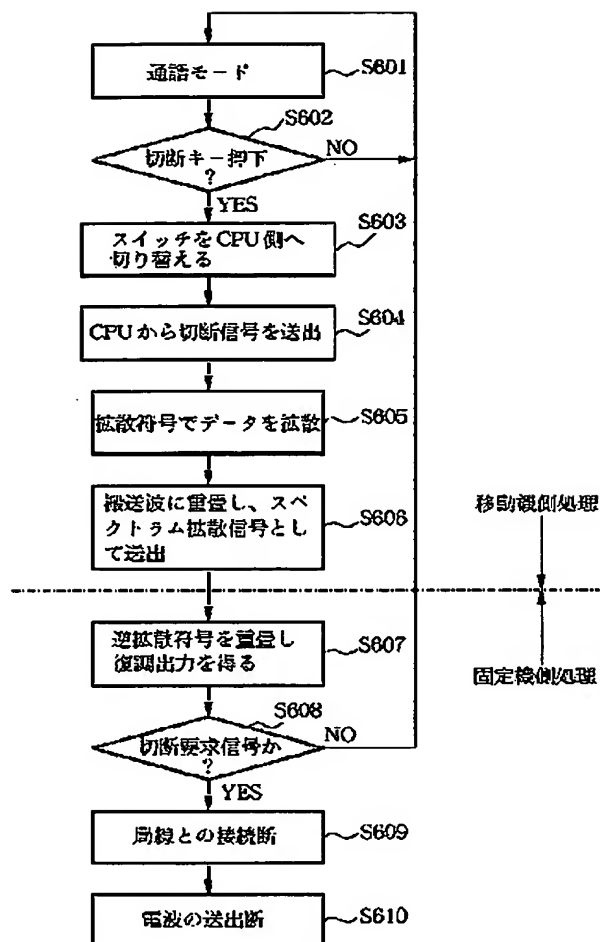 通話モード
S601
S602
切断キー押下
?
NO
YES
スイッチをCPU側へ
切り替える
S603
CPUから切断信号を送出
S604
拡散符号でデータを拡散
S605
搬送波に重畳し、スペ
クトラム拡散信号とし
て送出
S606
移動機側処理
逆拡散符号を重畳し
復調出力を得る
S607
固定機側処理
S608
切断要求信号か
?
NO
YES
局線との接続断
S609
電波の送出断
S610